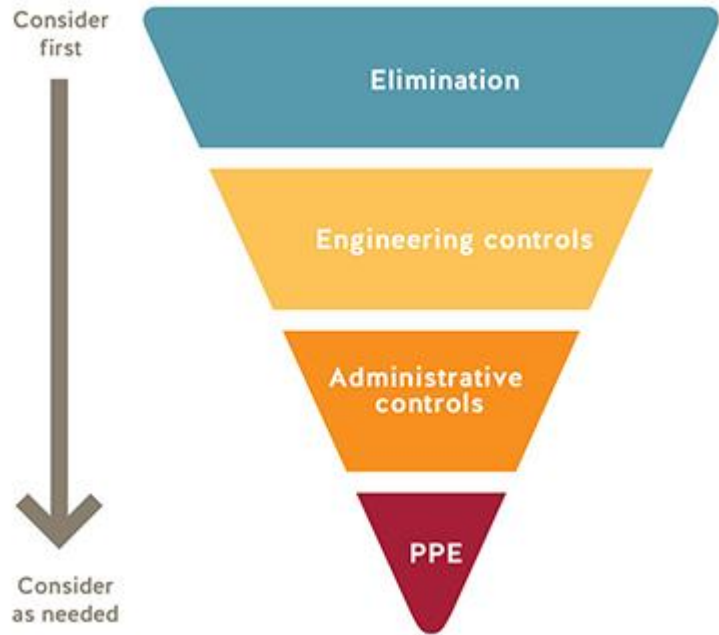 Consider
first
Elimination
Engineering controls
Administrative
controls
PPE
Consider
as needed